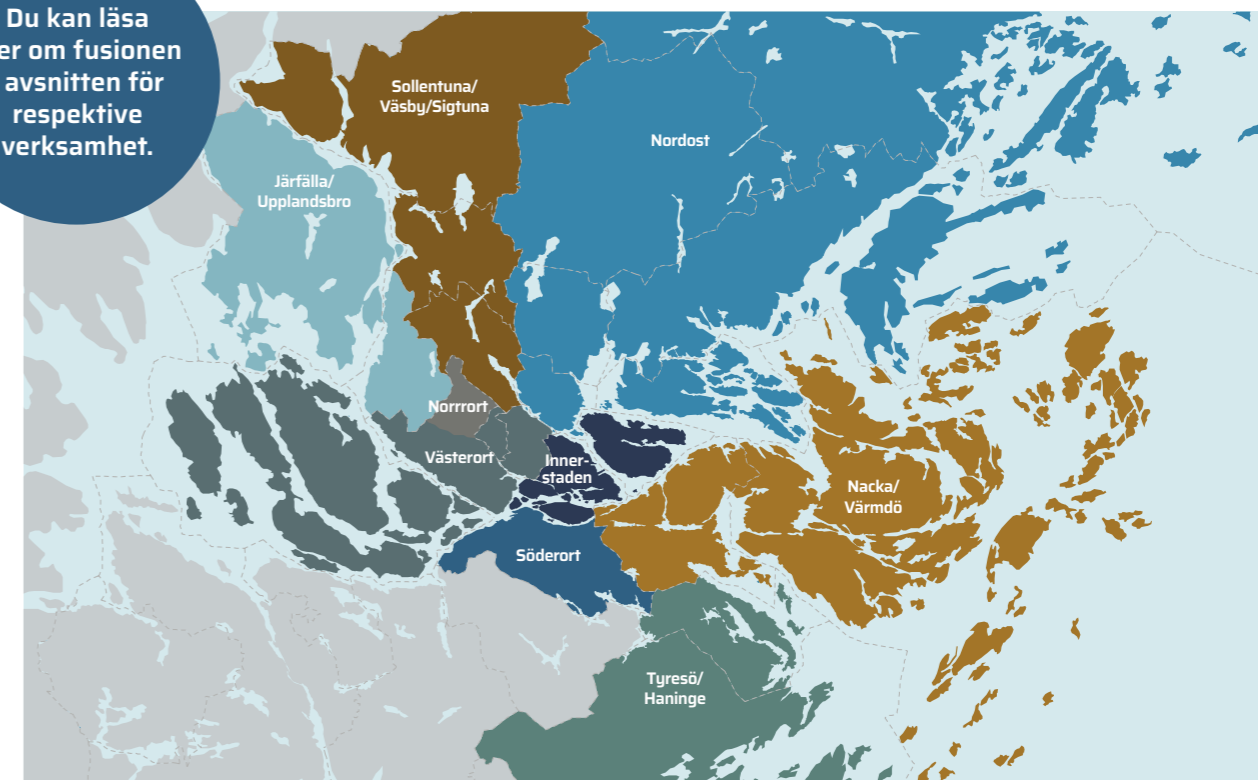 Du kan läsa
er om fusionen
avsnitten för
respektive
verksamhet.
Sollentuna/
Väsby/Sigtuna
Nordost
Järfälla/
Upplandsbro
Norrrort
Västerort
Inner-
staden
Nacka/
Värmdö
Söderort
Tyresö/
Haninge